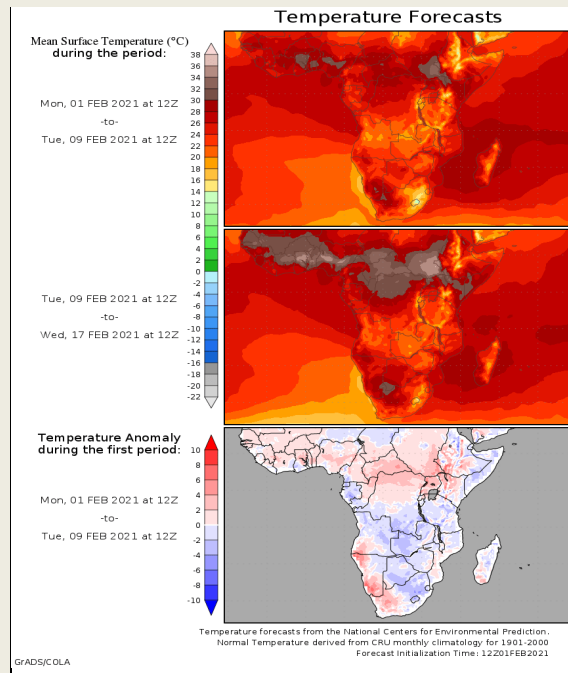 Temperature Forecasts
Mean Surface Temperature (°C)
during the period:
Mon, 01 FEB 2021 at 12Z
-to-
Tue, 09 FEB 2021 at 12Z
38
36
34
32
30
28
26
24
22
20
18
16
14
12
10
8
6
4
2
0
-2
-4
-6
-8
-10
-12
-14
-16
-18
-20
-22
Tue, 09 FEB 2021 at 12Z
-to-
Wed, 17 FEB 2021 at 12Z
Temperature Anomaly
during the first period:
Mon, 01 FEB 2021 at 12Z
-to-
Tue, 09 FEB 2021 at 12Z
10
8
6
4
2
0
-2
-4
-6
-8
-10
Temperature forecasts from the National Centers for Environmental Prediction.
Normal Temperature derived from CRU monthly climatology for 1901-2000
Forecast Initialization Time: 12Z01FEB2021
GrADS/COLA